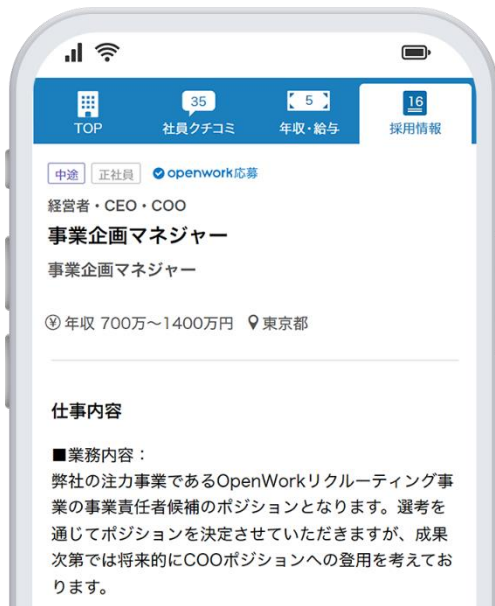 35
5
16
TOP
社員クチコミ
年収・給与
採用情報
中途 正社員 openwork応募
経営者・CEO・COO
事業企画マネジャー
事業企画マネジャー
¥ 年収 700万～1400万円 東京都
仕事内容
■業務内容：
弊社の注力事業であるOpenWorkリクルーティング事
業の事業責任者候補のポジションとなります。選考を
通じてポジションを決定させていただきますが、成果
次第では将来的にCOOポジションへの登用を考えてお
ります。